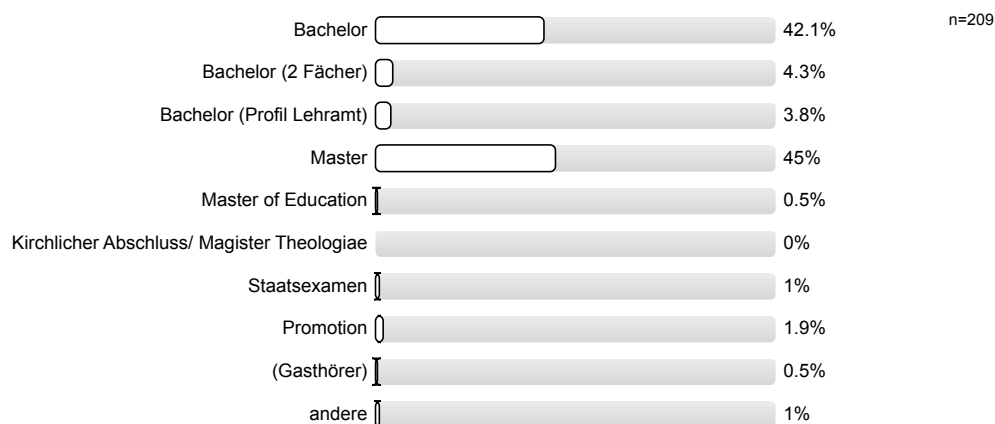 n=209
Bachelor 42.1%
Bachelor (2 Fächer) 4.3%
Bachelor (Profil Lehramt) 3.8%
Master 45%
Master of Education 0.5%
Kirchlicher Abschluss/ Magister Theologiae 0%
Staatsexamen 1%
Promotion 1.9%
(Gasthörer) 0.5%
andere 1%